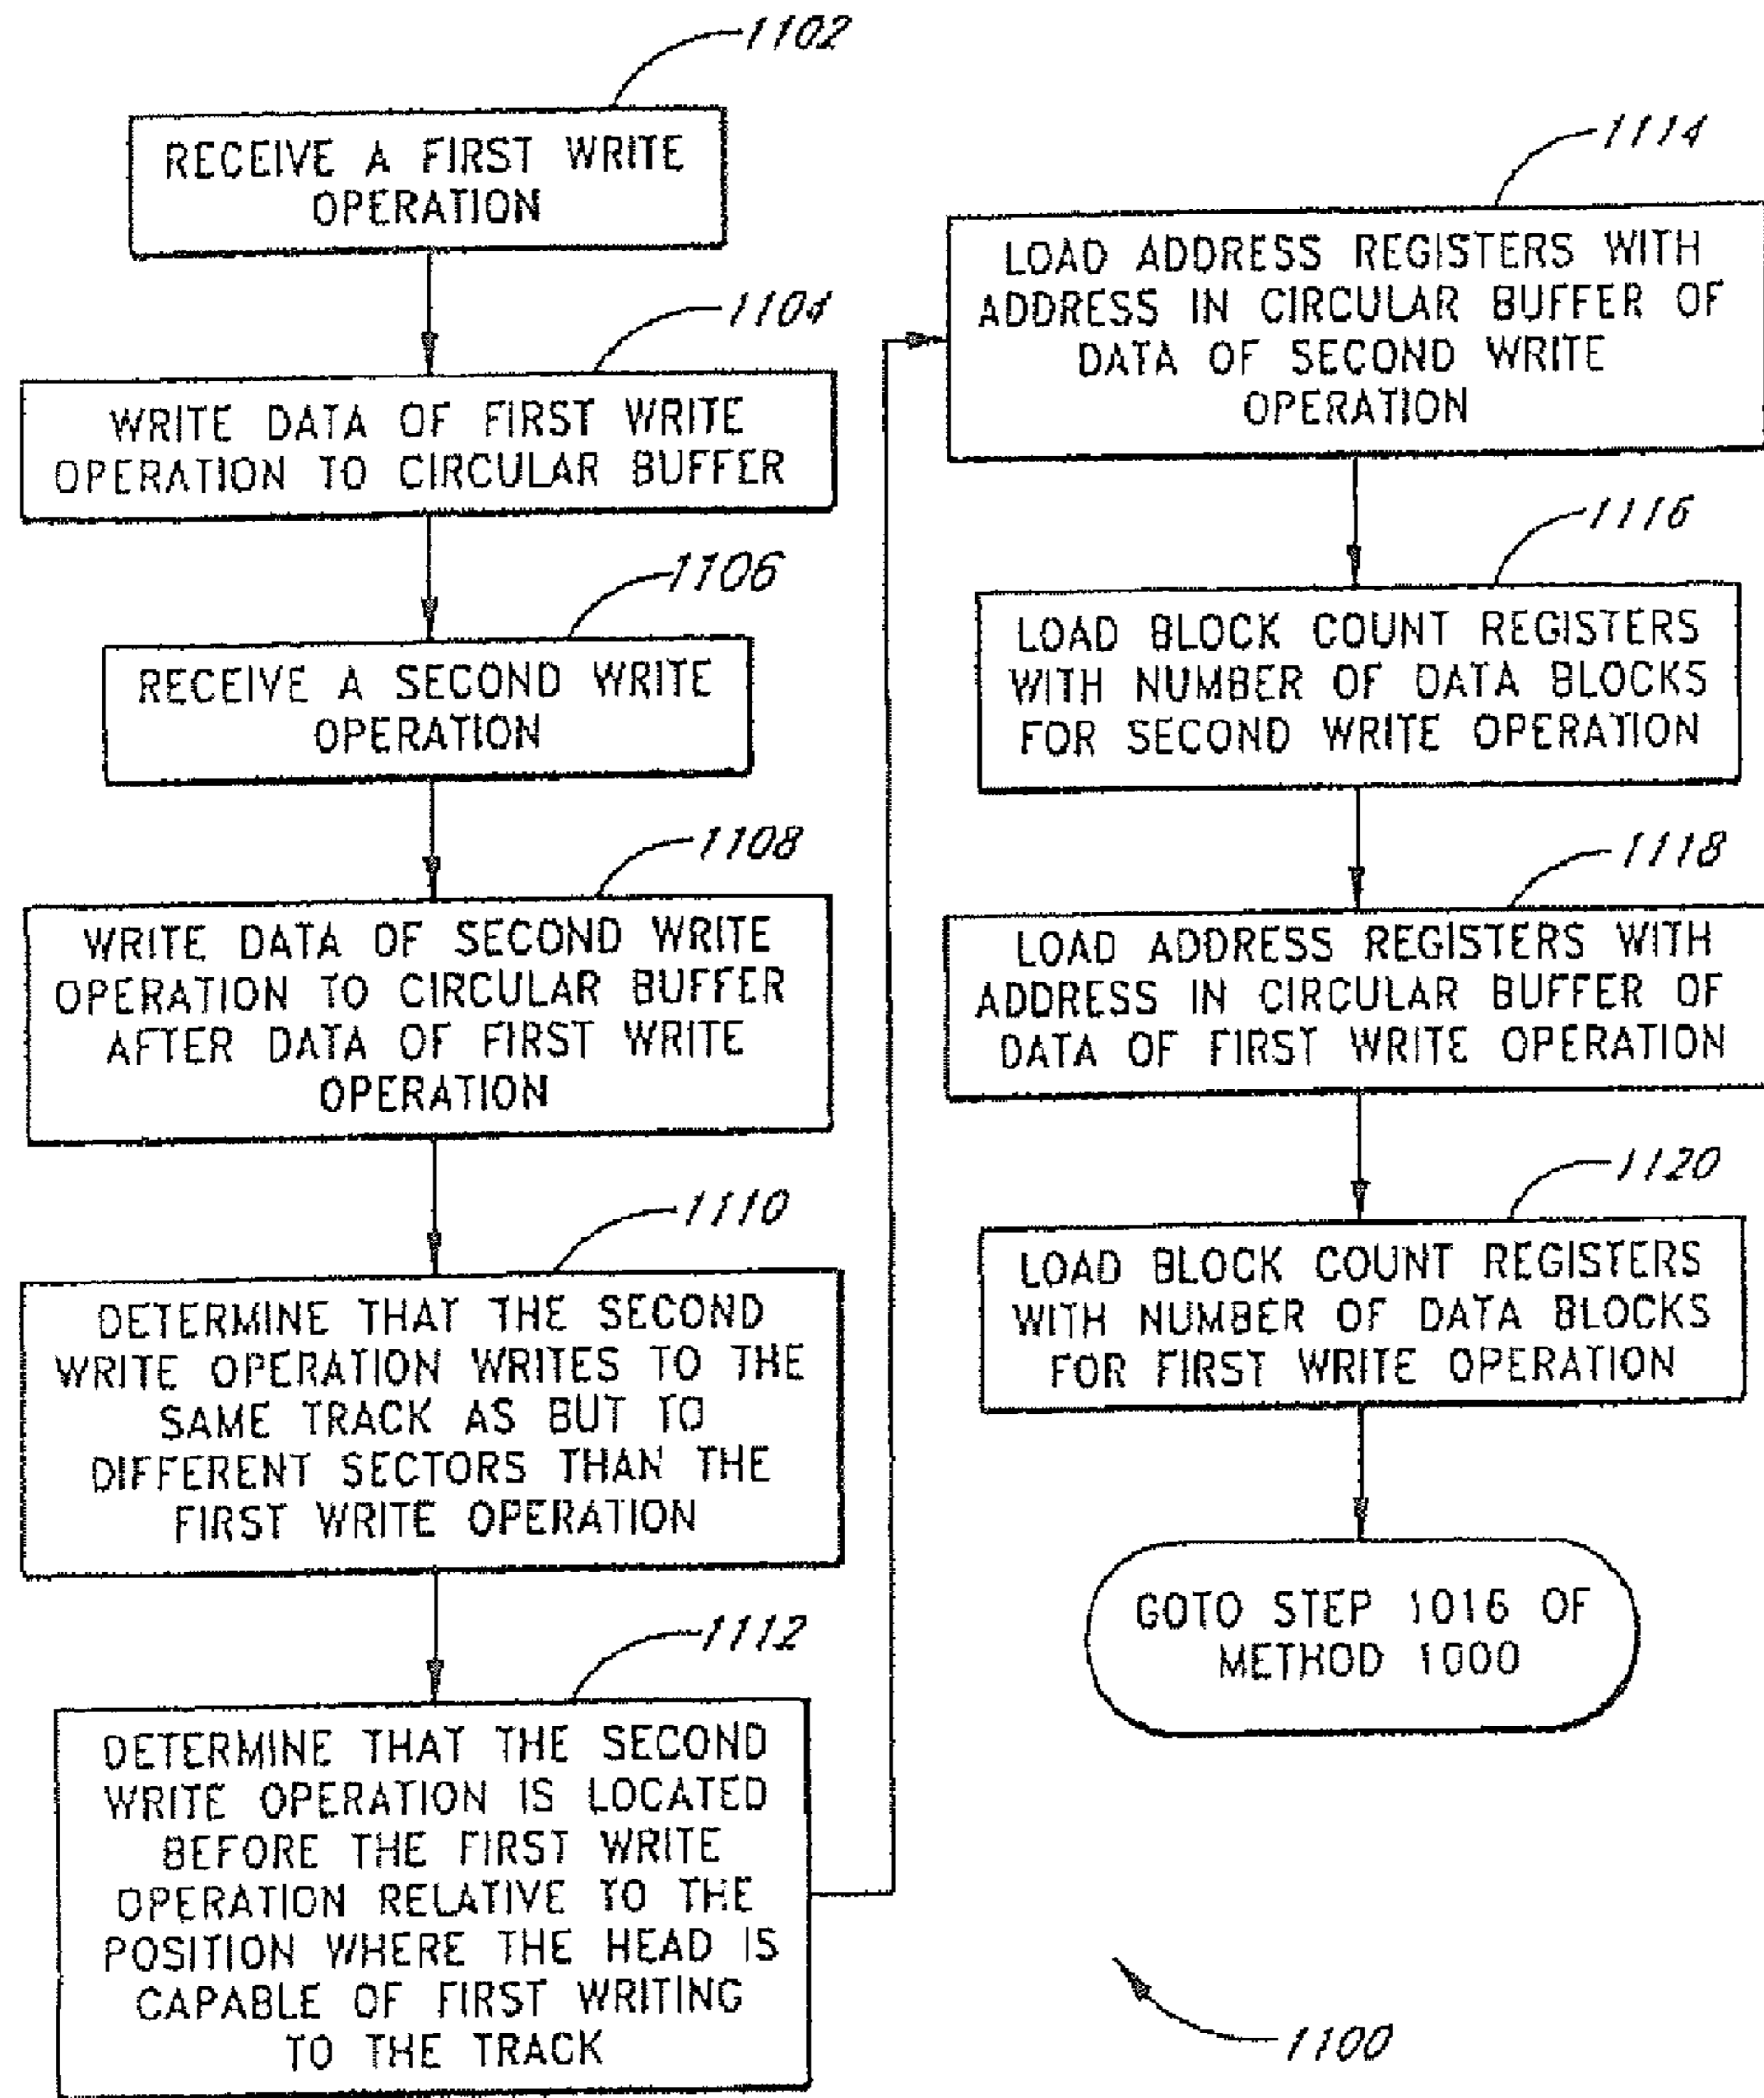 1102
RECEIVE A FIRST WRITE
OPERATION
1104
WRITE DATA OF FIRST WRITE
OPERATION TO CIRCULAR BUFFER
1106
RECEIVE A SECOND WRITE
OPERATION
1108
WRITE DATA OF SECOND WRITE
OPERATION TO CIRCULAR BUFFER
AFTER DATA OF FIRST WRITE
OPERATION
1110
DETERMINE THAT THE SECOND
WRITE OPERATION WRITES TO THE
SAME TRACK AS BUT TO
DIFFERENT SECTORS THAN THE
FIRST WRITE OPERATION
1112
DETERMINE THAT THE SECOND
WRITE OPERATION IS LOCATED
BEFORE THE FIRST WRITE
OPERATION RELATIVE TO THE
POSITION WHERE THE HEAD IS
CAPABLE OF FIRST WRITING
TO THE TRACK
1114
LOAD ADDRESS REGISTERS WITH
ADDRESS IN CIRCULAR BUFFER OF
DATA OF SECOND WRITE
OPERATION
1116
LOAD BLOCK COUNT REGISTERS
WITH NUMBER OF DATA BLOCKS
FOR SECOND WRITE OPERATION
1118
LOAD ADDRESS REGISTERS WITH
ADDRESS IN CIRCULAR BUFFER OF
DATA OF FIRST WRITE OPERATION
1120
LOAD BLOCK COUNT REGISTERS
WITH NUMBER OF DATA BLOCKS
FOR FIRST WRITE OPERATION
GOTO STEP 1016 OF
METHOD 1000
1100